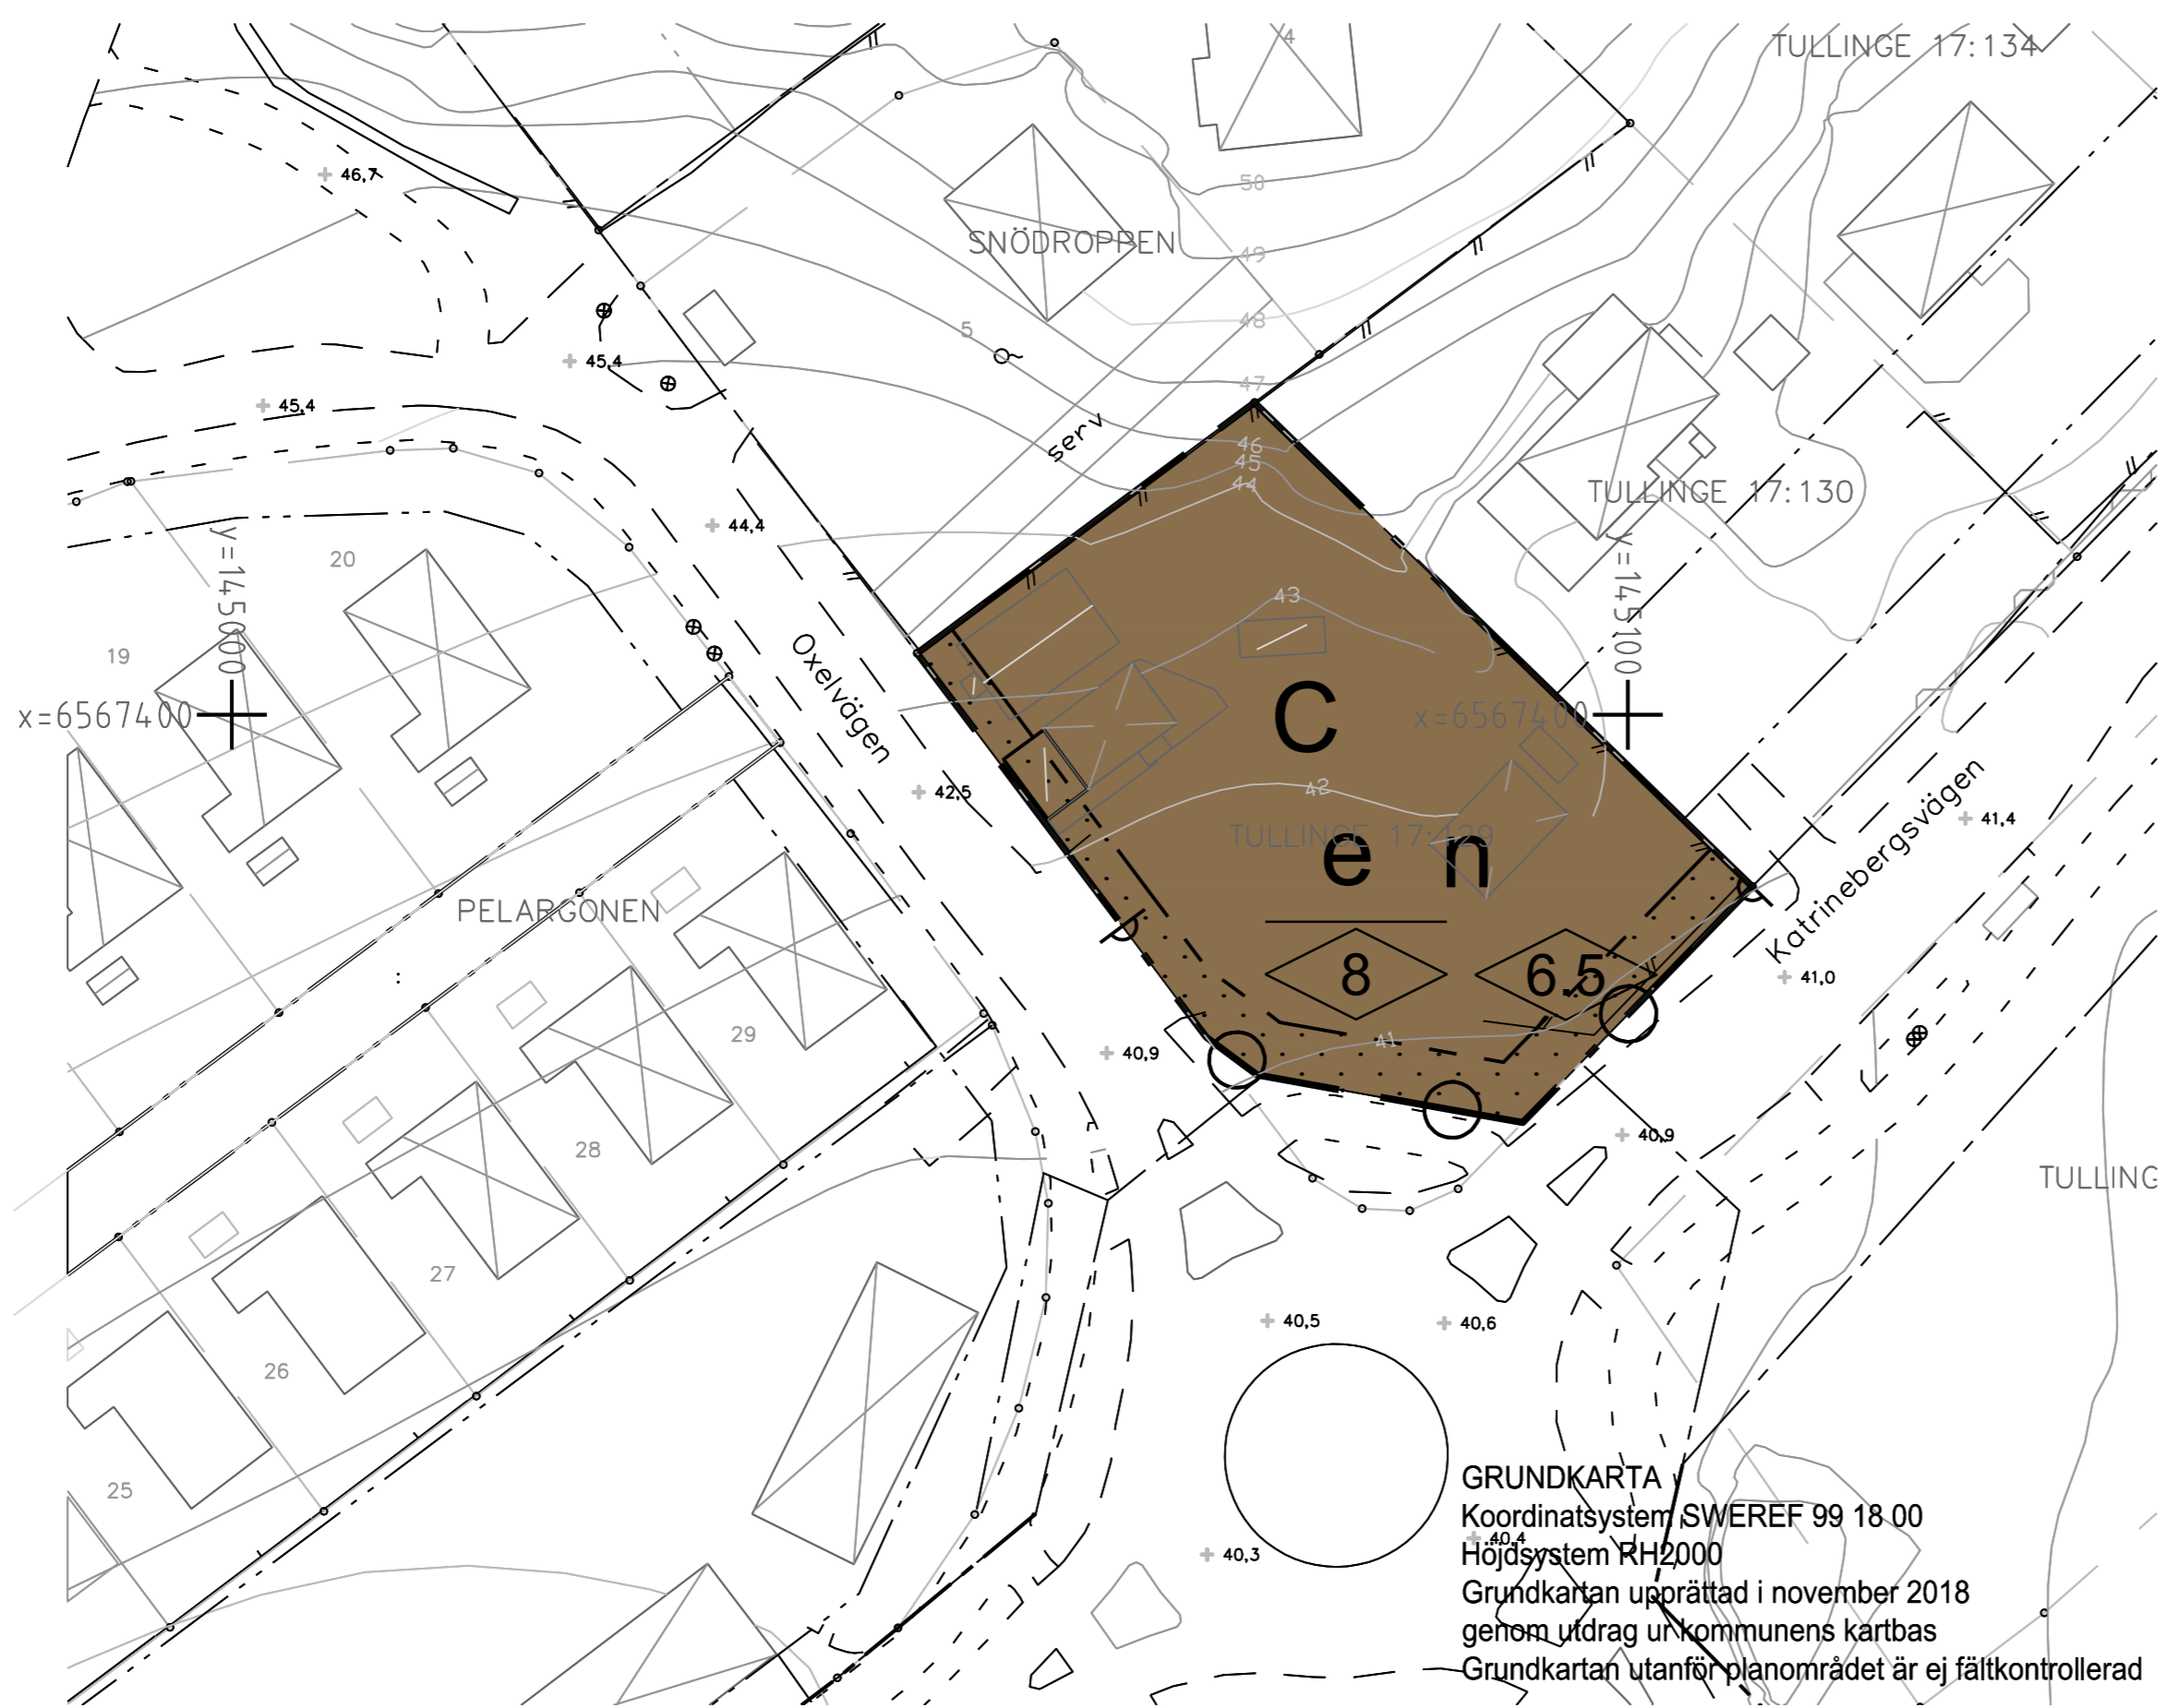 4
TULLINGE 17:134
46,7
50
SNÖDROPPEN
49
48
5
45,4
47
45,4
serv
46
45
44
TULLINGE 17:130
44,4
y=145000
20
y=145100
43
19
Oxelvägen
C
x=6567400
x=6567400
42,5
42
41,4
TULLINGE 17:129
e n
Katrinebergsvägen
PELARGONEN
8
6.5
41,0
29
41
40,9
28
40,9
TULLING
27
40,5
40,6
26
25
GRUNDKARTA
Koordinatsystem SWEREF 99 18 00
40,4
40,3
Höjdsystem RH2000
Grundkartan upprättad i november 2018
genom utdrag ur kommunens kartbas
Grundkartan utanför planområdet är ej fältkontrollerad